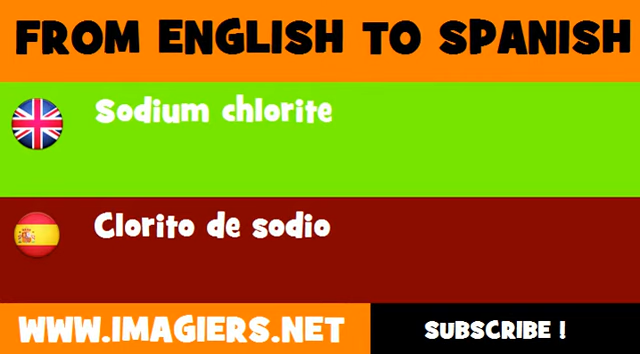 FROM ENGLISH TO SPANISH
Sodium chlorite
Clorito de sodio
WWW.IMAGIERS.NET
SUBSCRIBE !